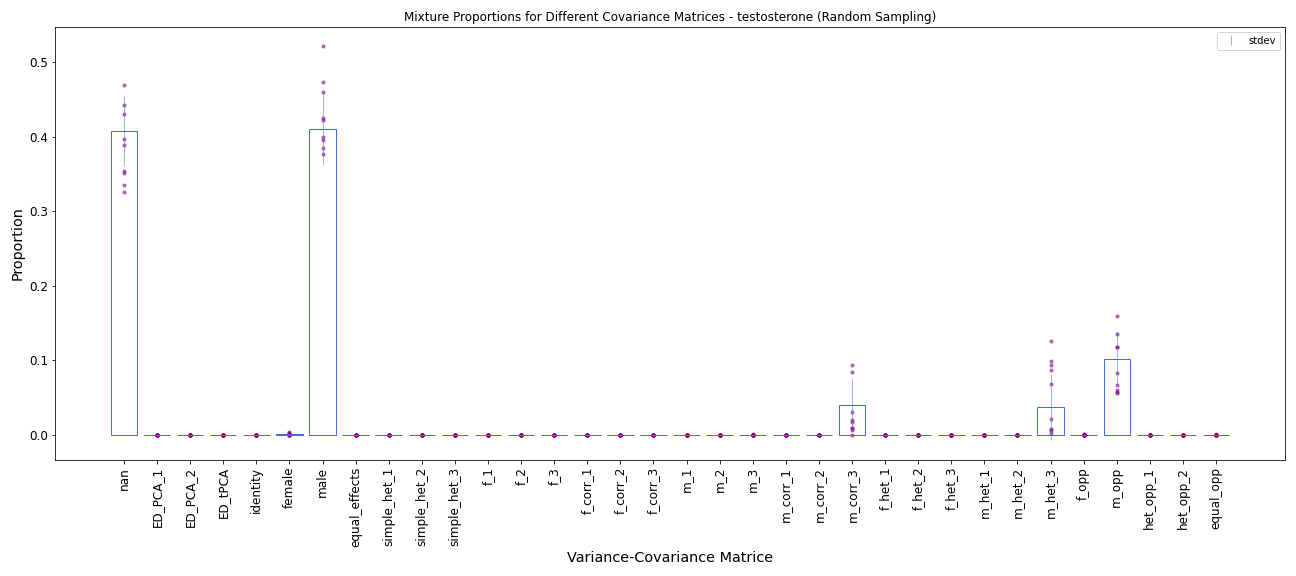 Mixture Proportions for Different Covariance Matrices - testosterone (Random Sampling)
stdev
Proportion
0.5
0.4
0.3
0.2
0.1
0.0
nan
ED_PCA_1
ED_PCA_2
ED_tPCA
identity
female
male
equal_effects
simple_het_1
simple_het_2
simple_het_3
f_1
f_2
f_3
f_corr_1
f_corr_2
f_corr_3
m_1
m_2
m_3
m_corr_1
m_corr_2
m_corr_3
f_het_1
f_het_2
f_het_3
m_het_1
m_het_2
m_het_3
f_opp
m_opp
het_opp_1
het_opp_2
equal_opp
Variance-Covariance Matrice